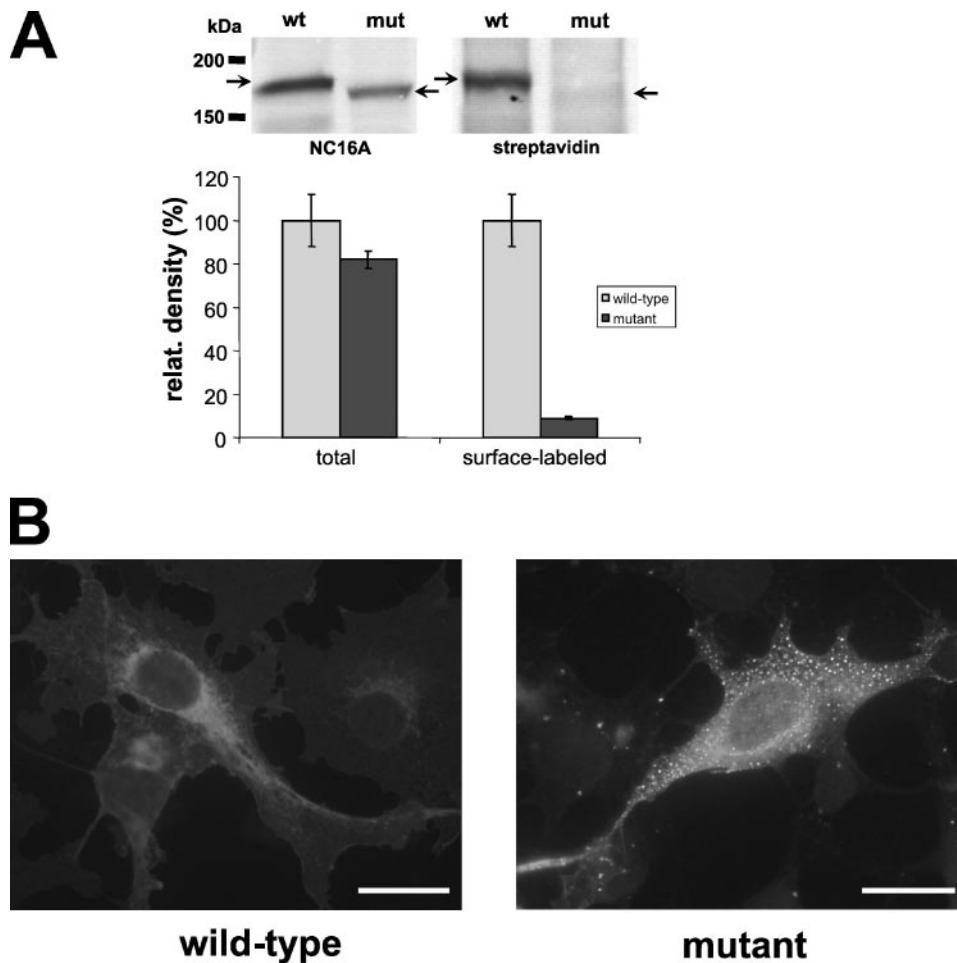 A
kDa
wt mut wt mut
200
150
NC16A streptavidin
relat. density (%)
120
100
80
60
40
20
0
wild-type
mutant
total surface-labeled
B
wild-type mutant